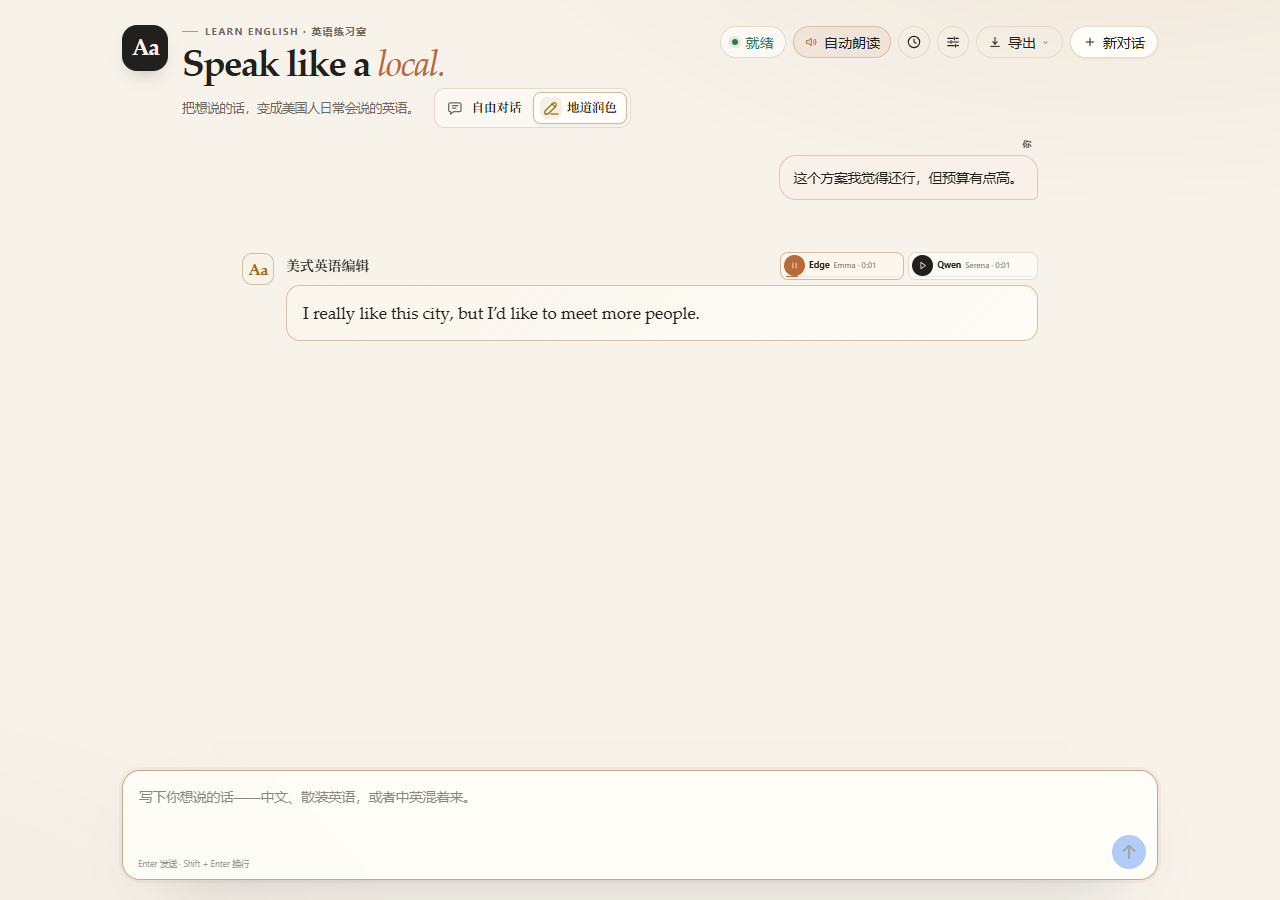 Aa
LEARN ENGLISH · 英语练习室
Speak like a local.
把想说的话，变成美国人日常会说的英语。
自由对话
地道润色
就绪
自动朗读
导出
新对话
你
这个方案我觉得还行，但预算有点高。
Aa
美式英语编辑
Edge Emma · 0:01
Qwen Serena · 0:01
I really like this city, but I’d like to meet more people.
写下你想说的话——中文、散装英语，或者中英混着来。
Enter 发送 · Shift + Enter 换行